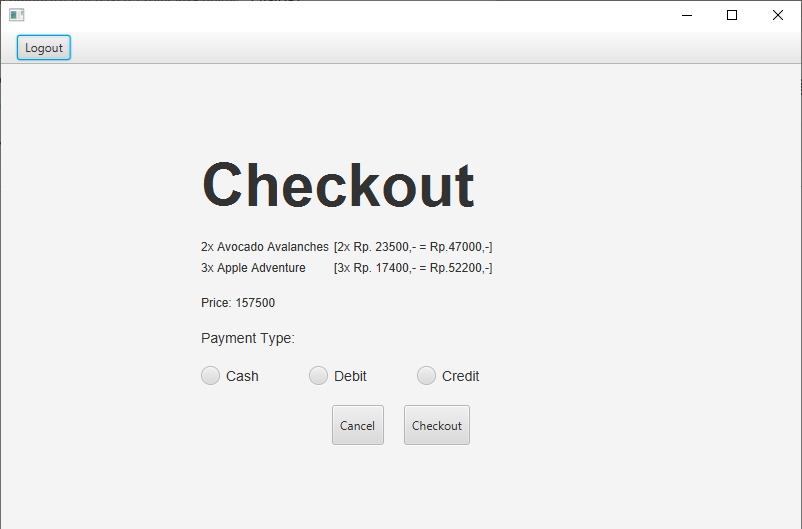 Logout
Checkout
2x Avocado Avalanches [2x Rp. 23500,- = Rp.47000,-]
3x Apple Adventure [3x Rp. 17400,- = Rp.52200,-]
Price: 157500
Payment Type:
Cash Debit Credit
Cancel Checkout